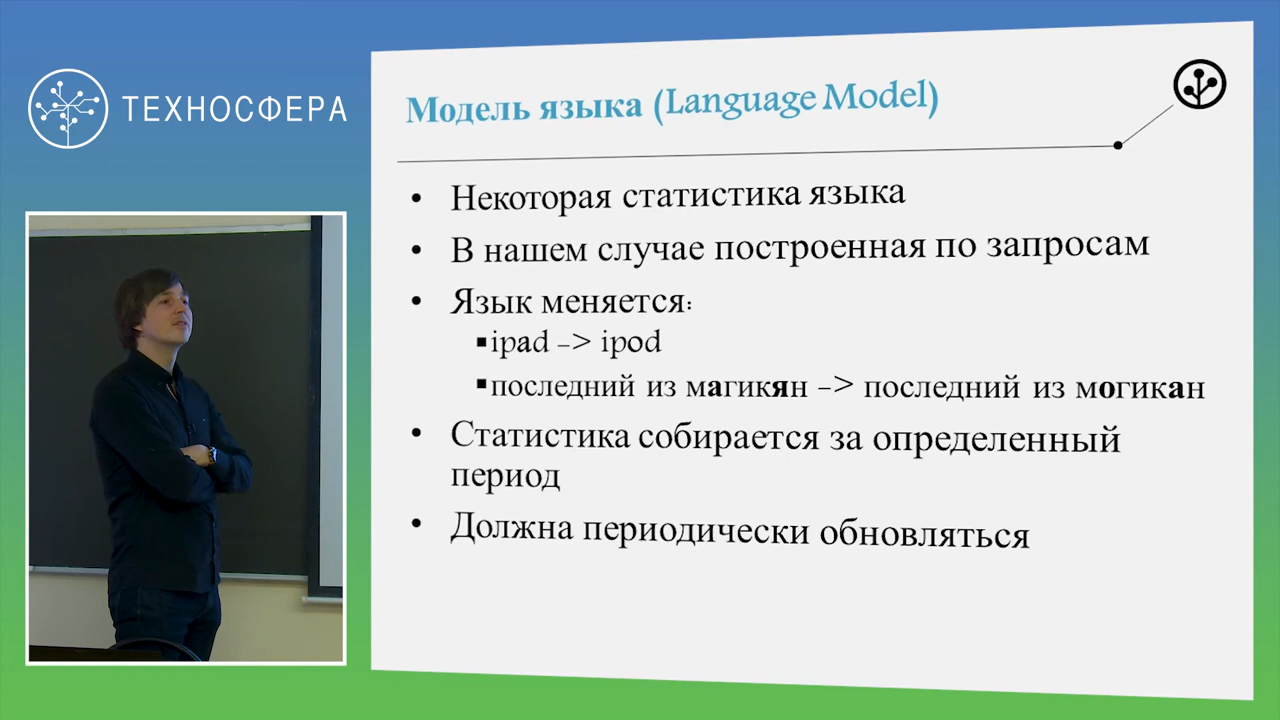 ТЕХНОСФЕРА
Модель языка (Language Model)
• Некоторая статистика языка
• В нашем случае построенная по запросам
• Язык меняется:
▪ipad –> ipod
▪последний из магикян –> последний из могикан
• Статистика собирается за определенный
период
• Должна периодически обновляться